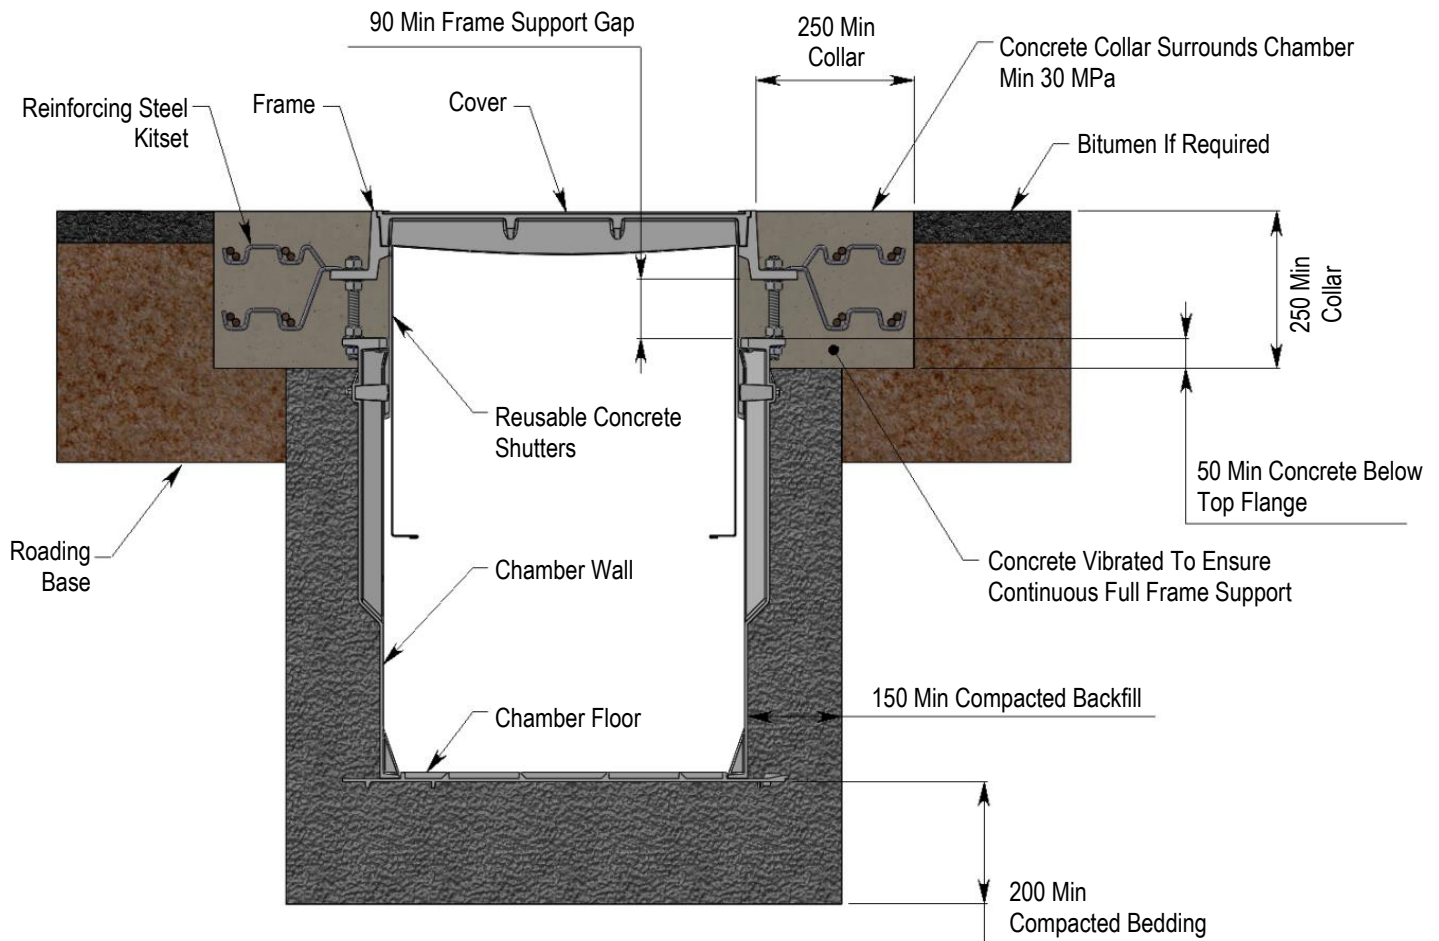 90 Min Frame Support Gap
250 Min
Collar
Concrete Collar Surrounds Chamber
Min 30 MPa
Reinforcing Steel
Kitset
Frame
Cover
Bitumen If Required
250 Min
Collar
Reusable Concrete
Shutters
50 Min Concrete Below
Top Flange
Roading
Base
Chamber Wall
Concrete Vibrated To Ensure
Continuous Full Frame Support
150 Min Compacted Backfill
Chamber Floor
200 Min
Compacted Bedding